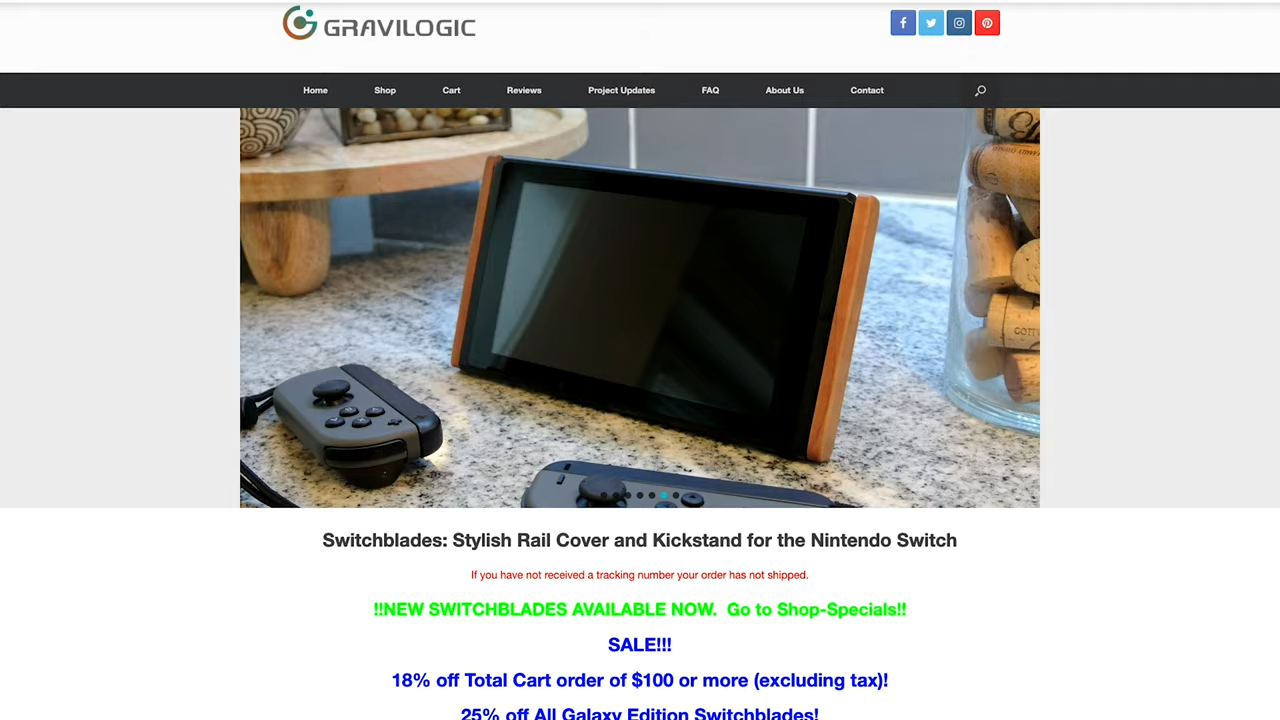 GRAVILOGIC
Home Shop Cart Reviews Project Updates FAQ About Us Contact
Switchblades: Stylish Rail Cover and Kickstand for the Nintendo Switch
If you have not received a tracking number your order has not shipped.
!!NEW SWITCHBLADES AVAILABLE NOW. Go to Shop-Specials!!
SALE!!!
18% off Total Cart order of $100 or more (excluding tax)!
25% off All Galaxy Edition Switchblades!